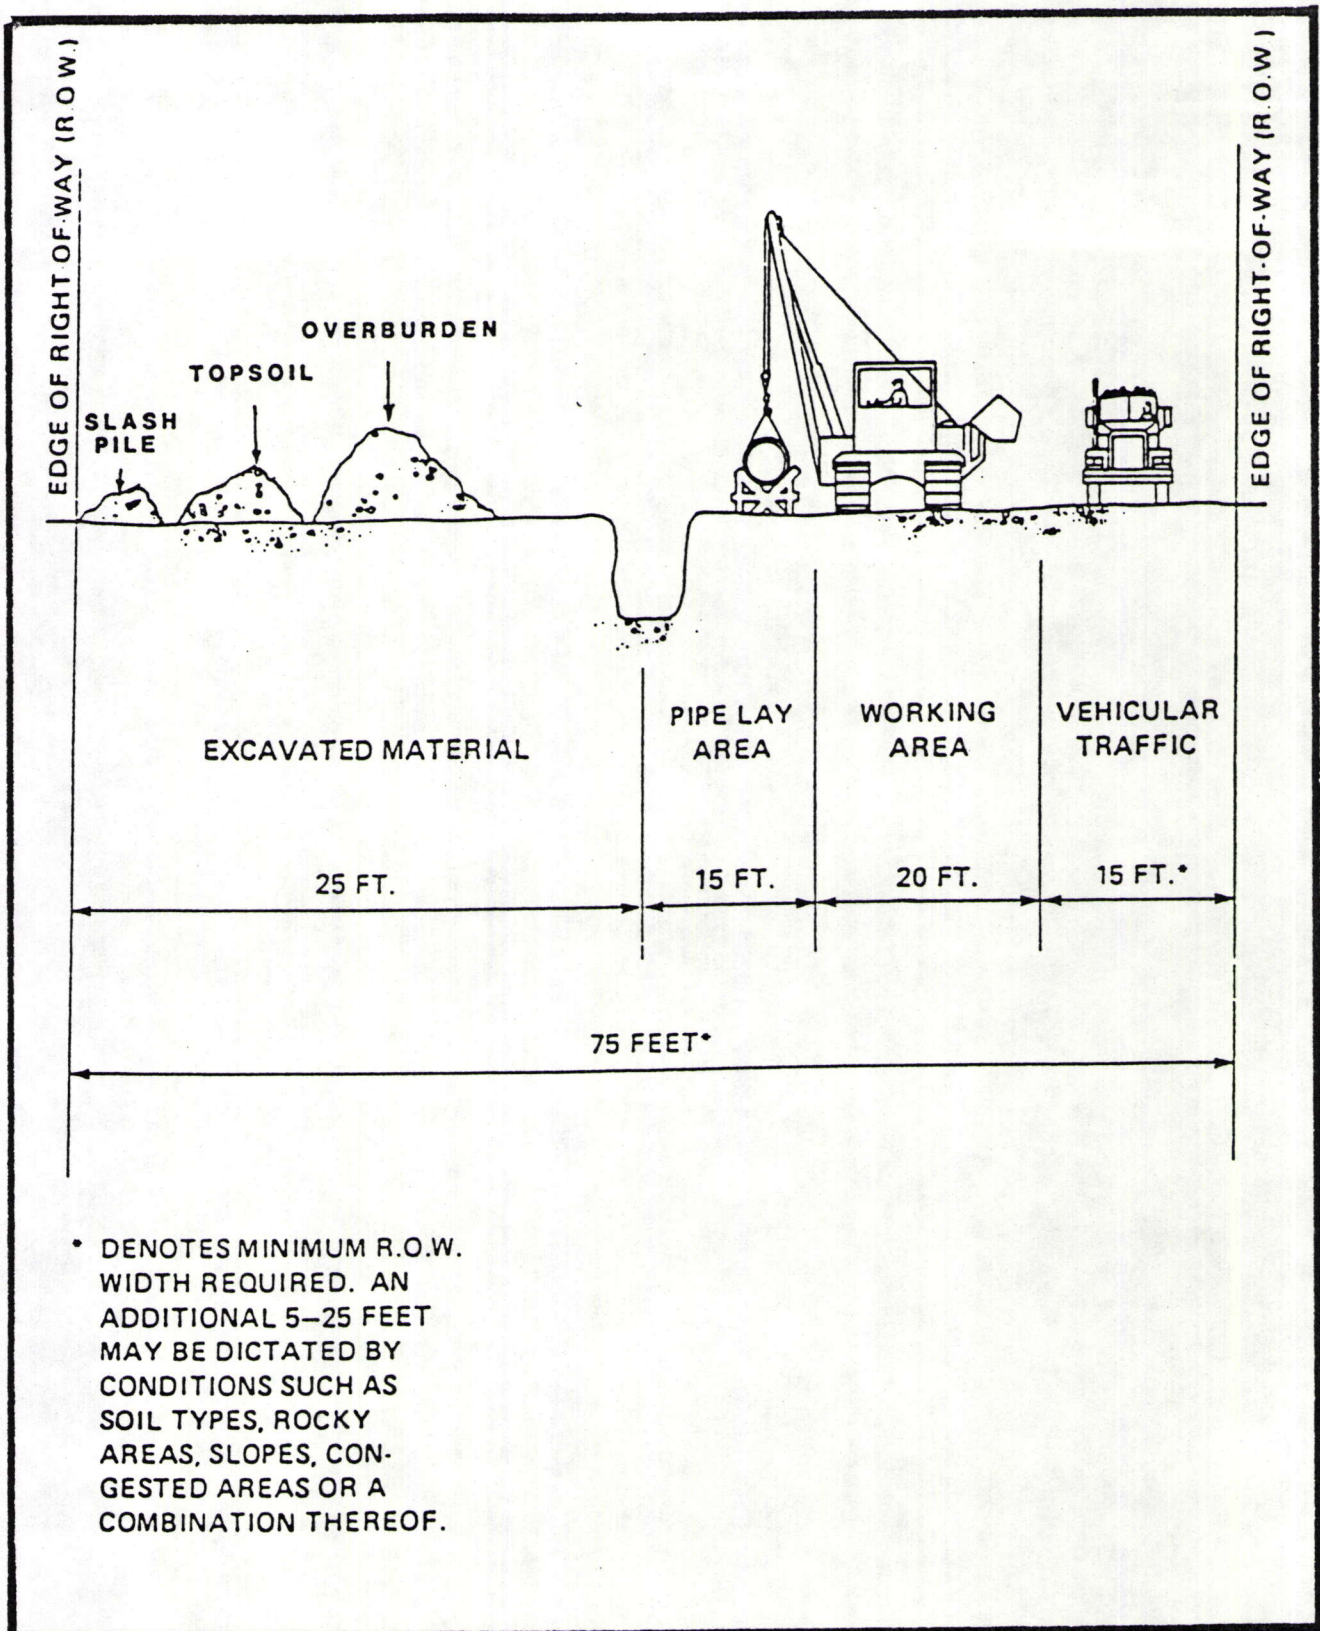 EDGE OF RIGHT-OF-WAY (R.O.W.)
EDGE OF RIGHT-OF-WAY (R.O.W.)
OVERBURDEN
TOPSOIL
SLASH
PILE
EXCAVATED MATERIAL
PIPE LAY
AREA
WORKING
AREA
VEHICULAR
TRAFFIC
25 FT.
15 FT.
20 FT.
15 FT.*
75 FEET*
* DENOTES MINIMUM R.O.W.
WIDTH REQUIRED. AN
ADDITIONAL 5–25 FEET
MAY BE DICTATED BY
CONDITIONS SUCH AS
SOIL TYPES, ROCKY
AREAS, SLOPES, CON-
GESTED AREAS OR A
COMBINATION THEREOF.